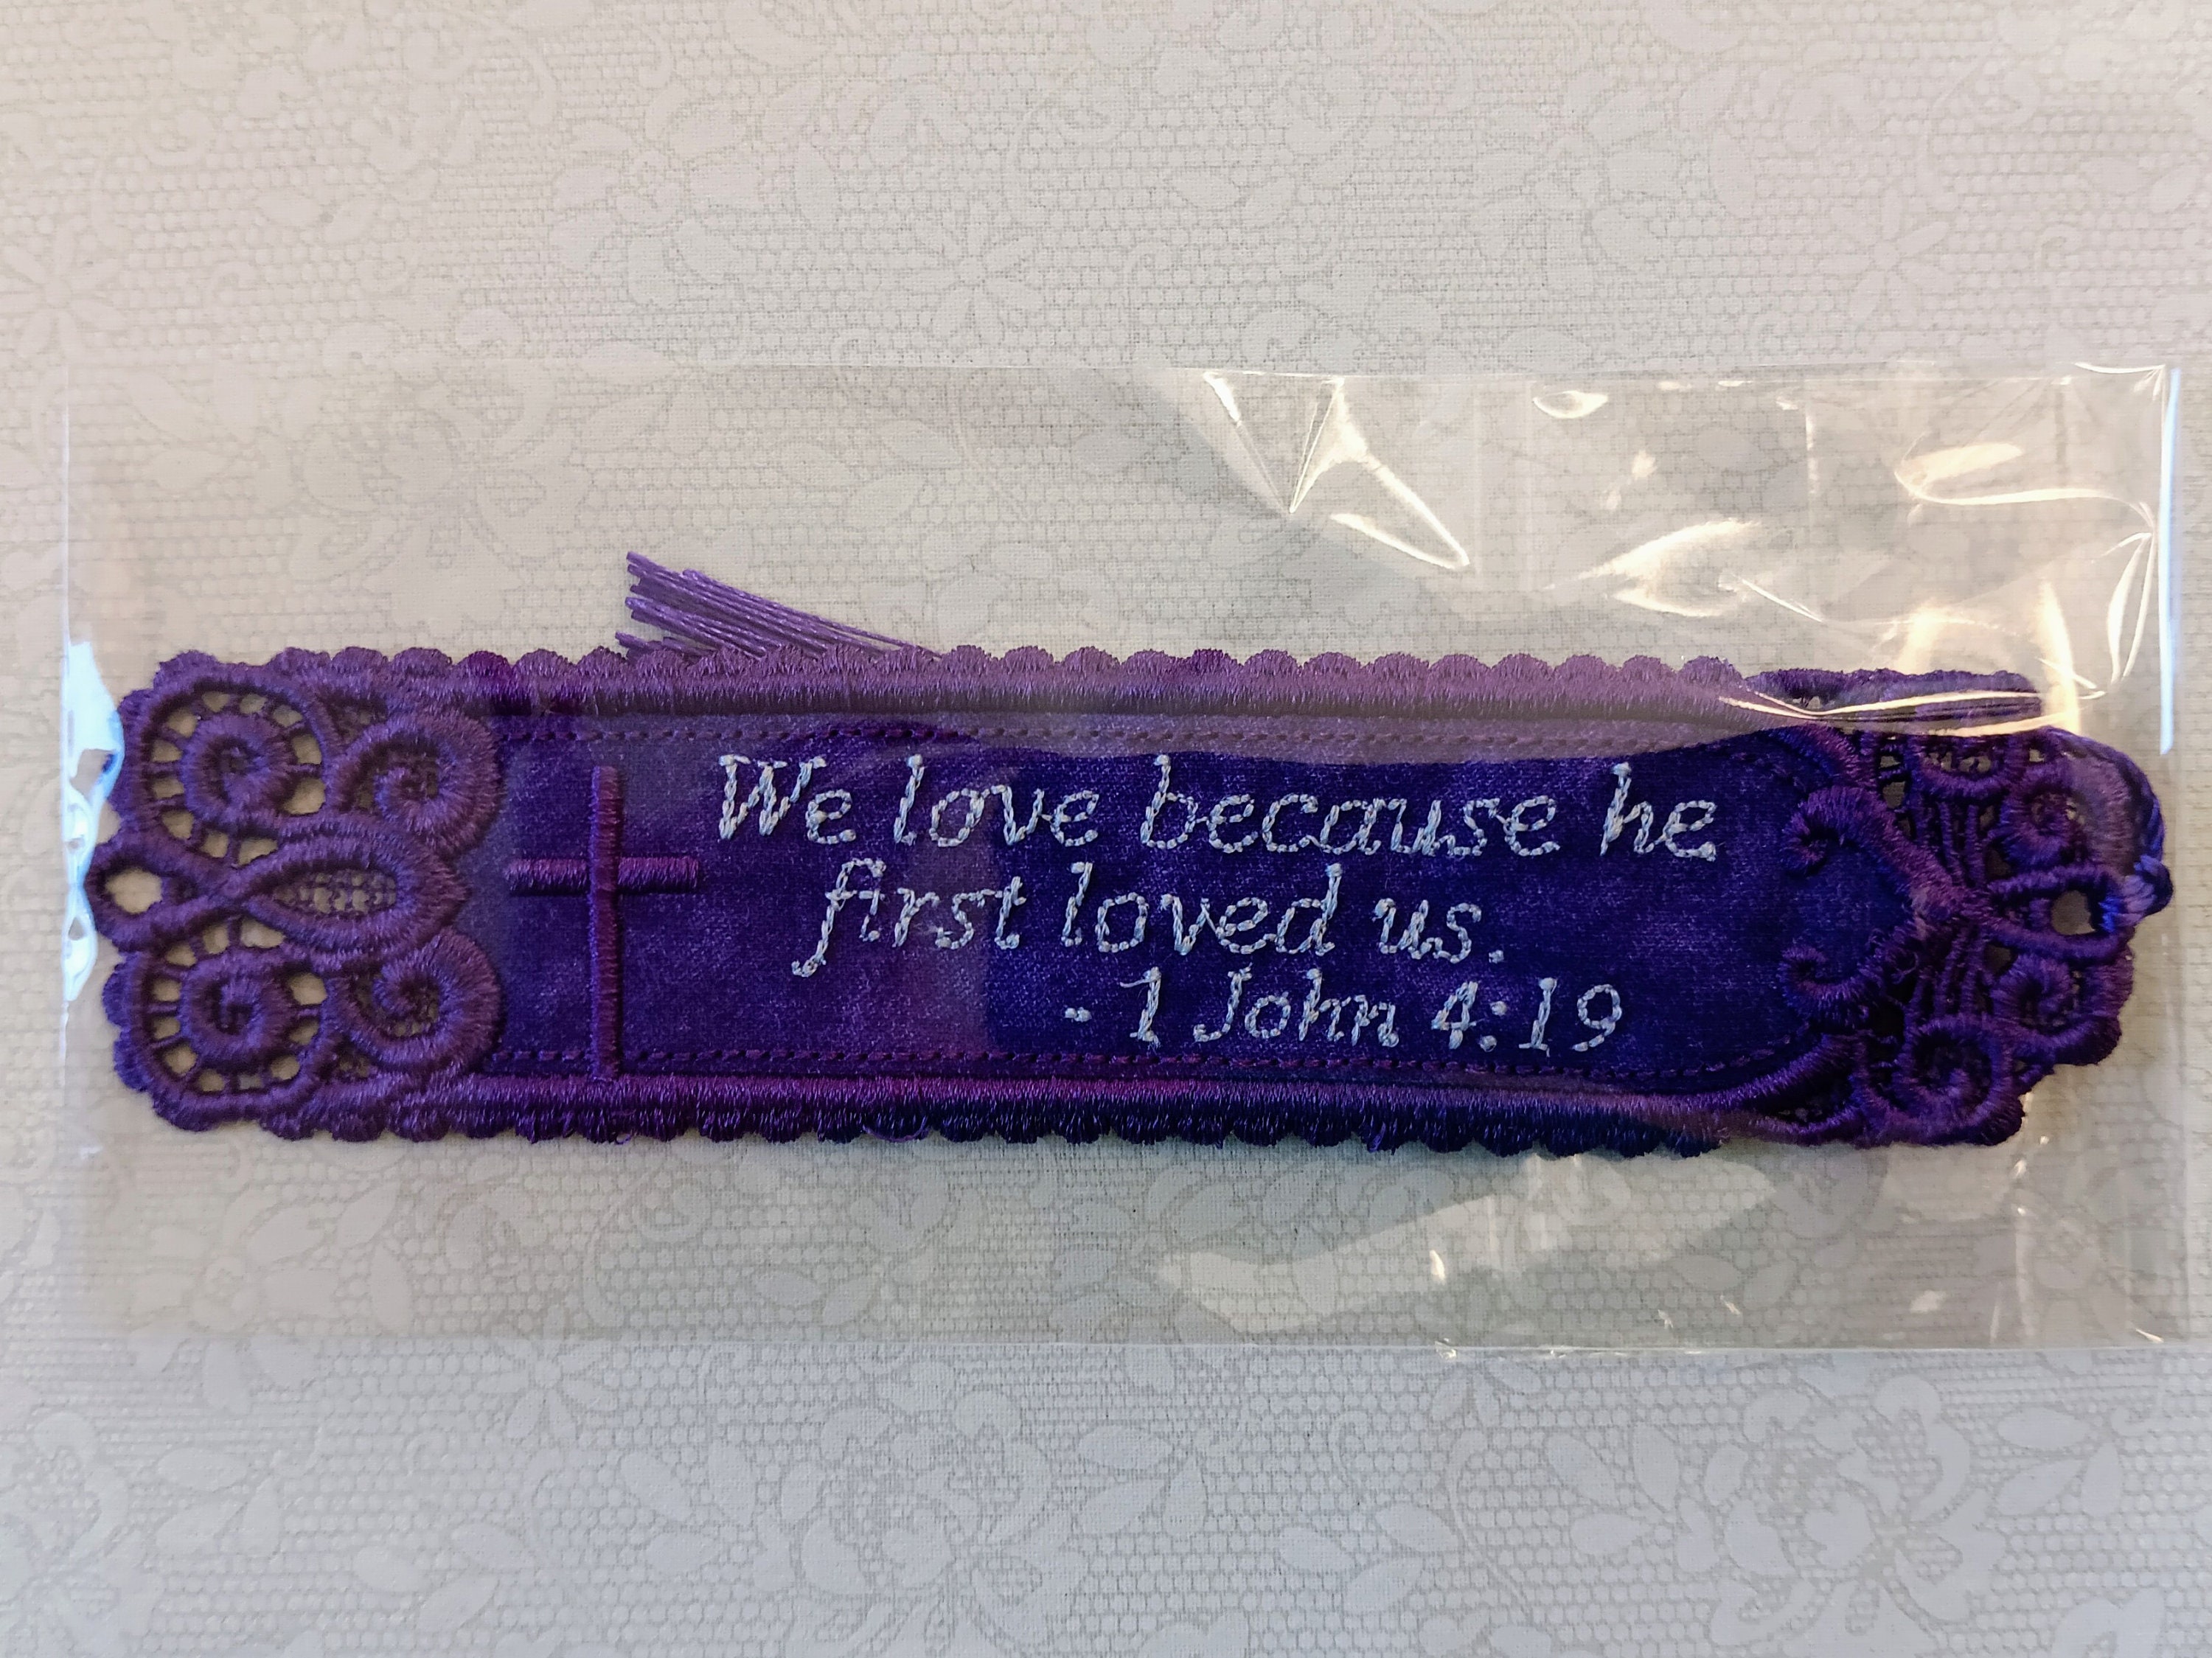 We love because he
first loved us.
- 1 John 4:19